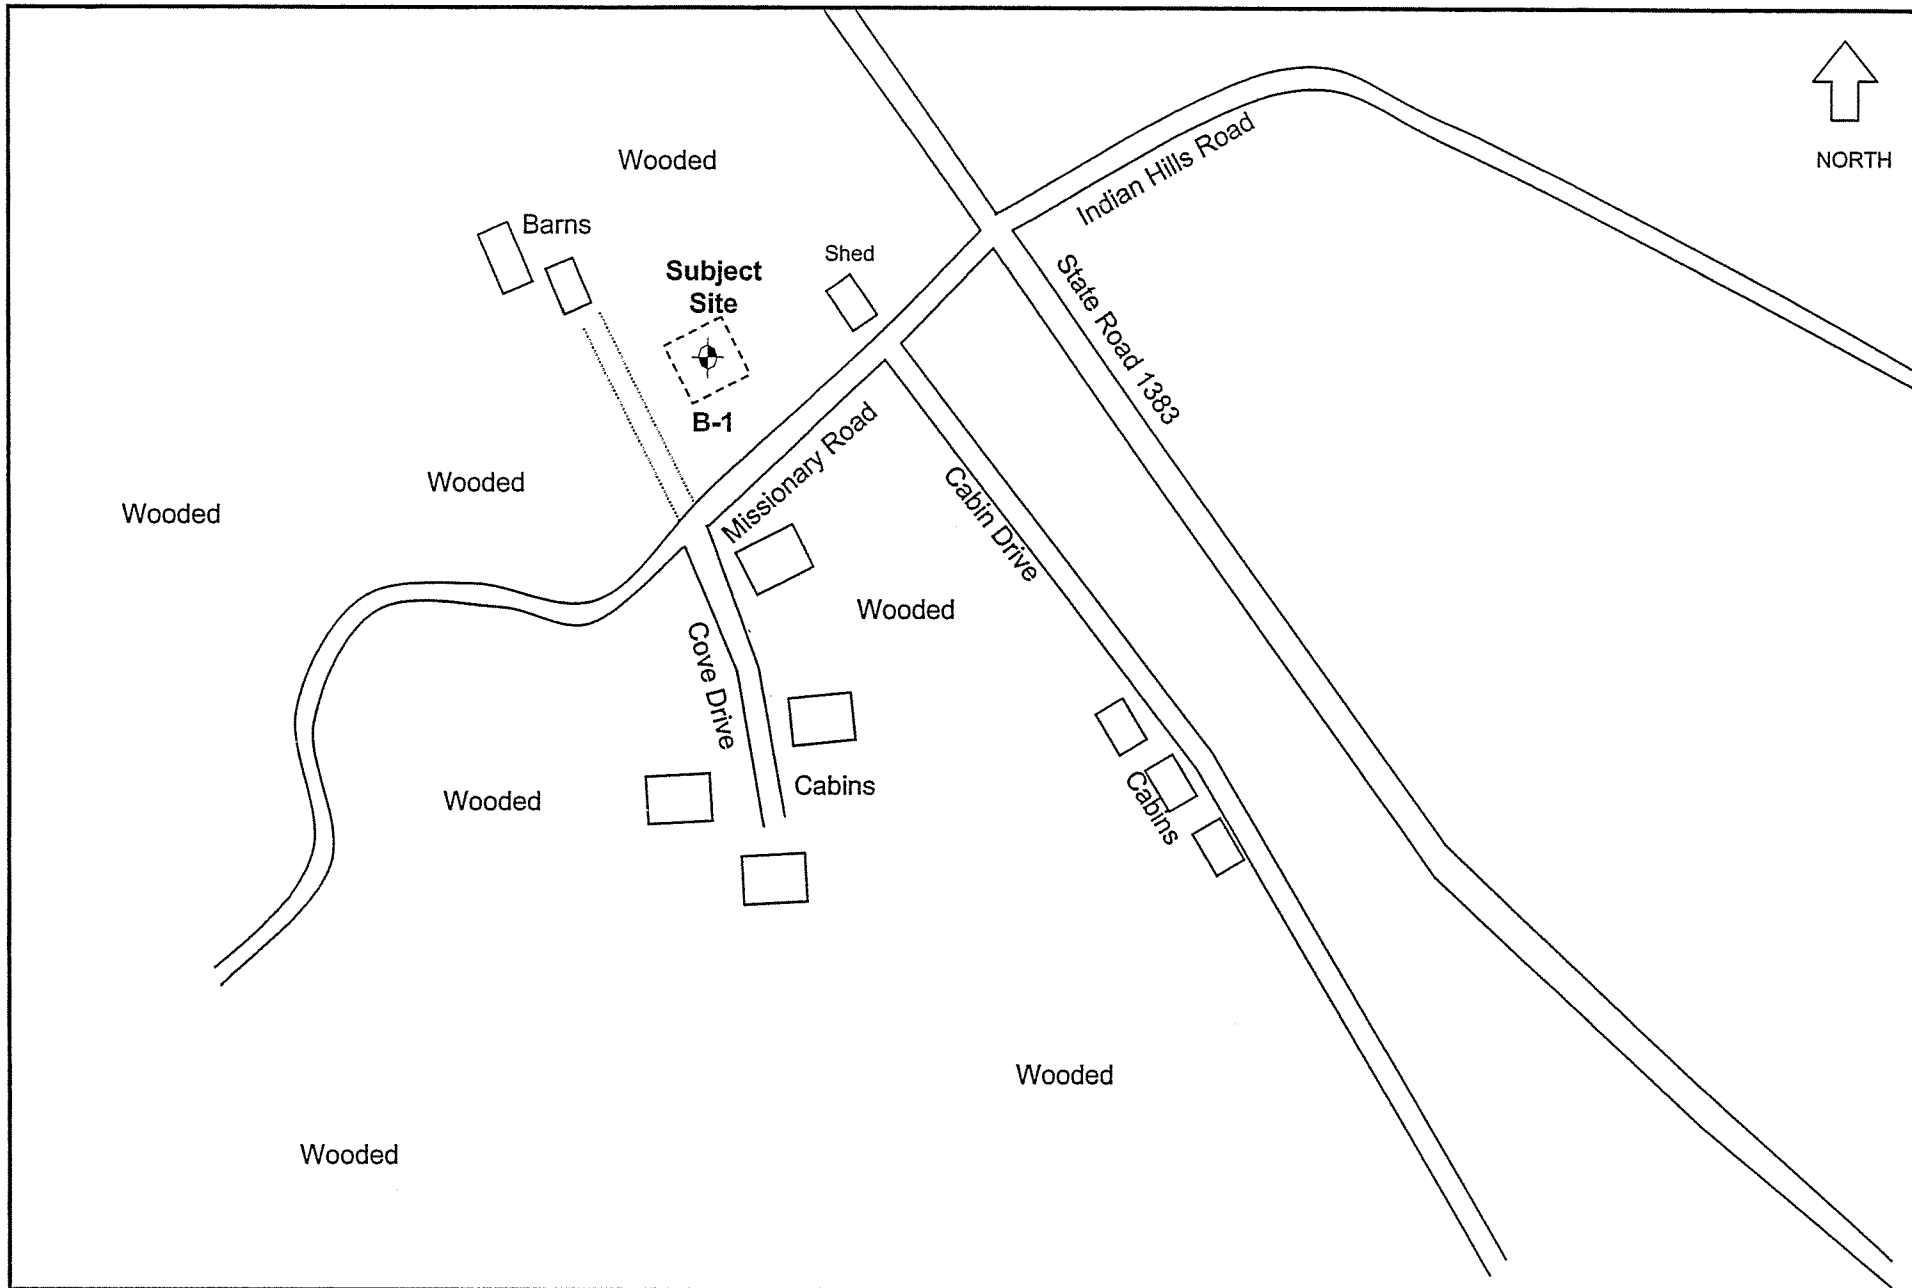 NORTH
Wooded
Indian Hills Road
Barns
Shed
Subject
Site
State Road 1383
B-1
Missionary Road
Wooded
Wooded
Cabin Drive
Wooded
Cove Drive
Cabins
Wooded
Cabins
Wooded
Wooded